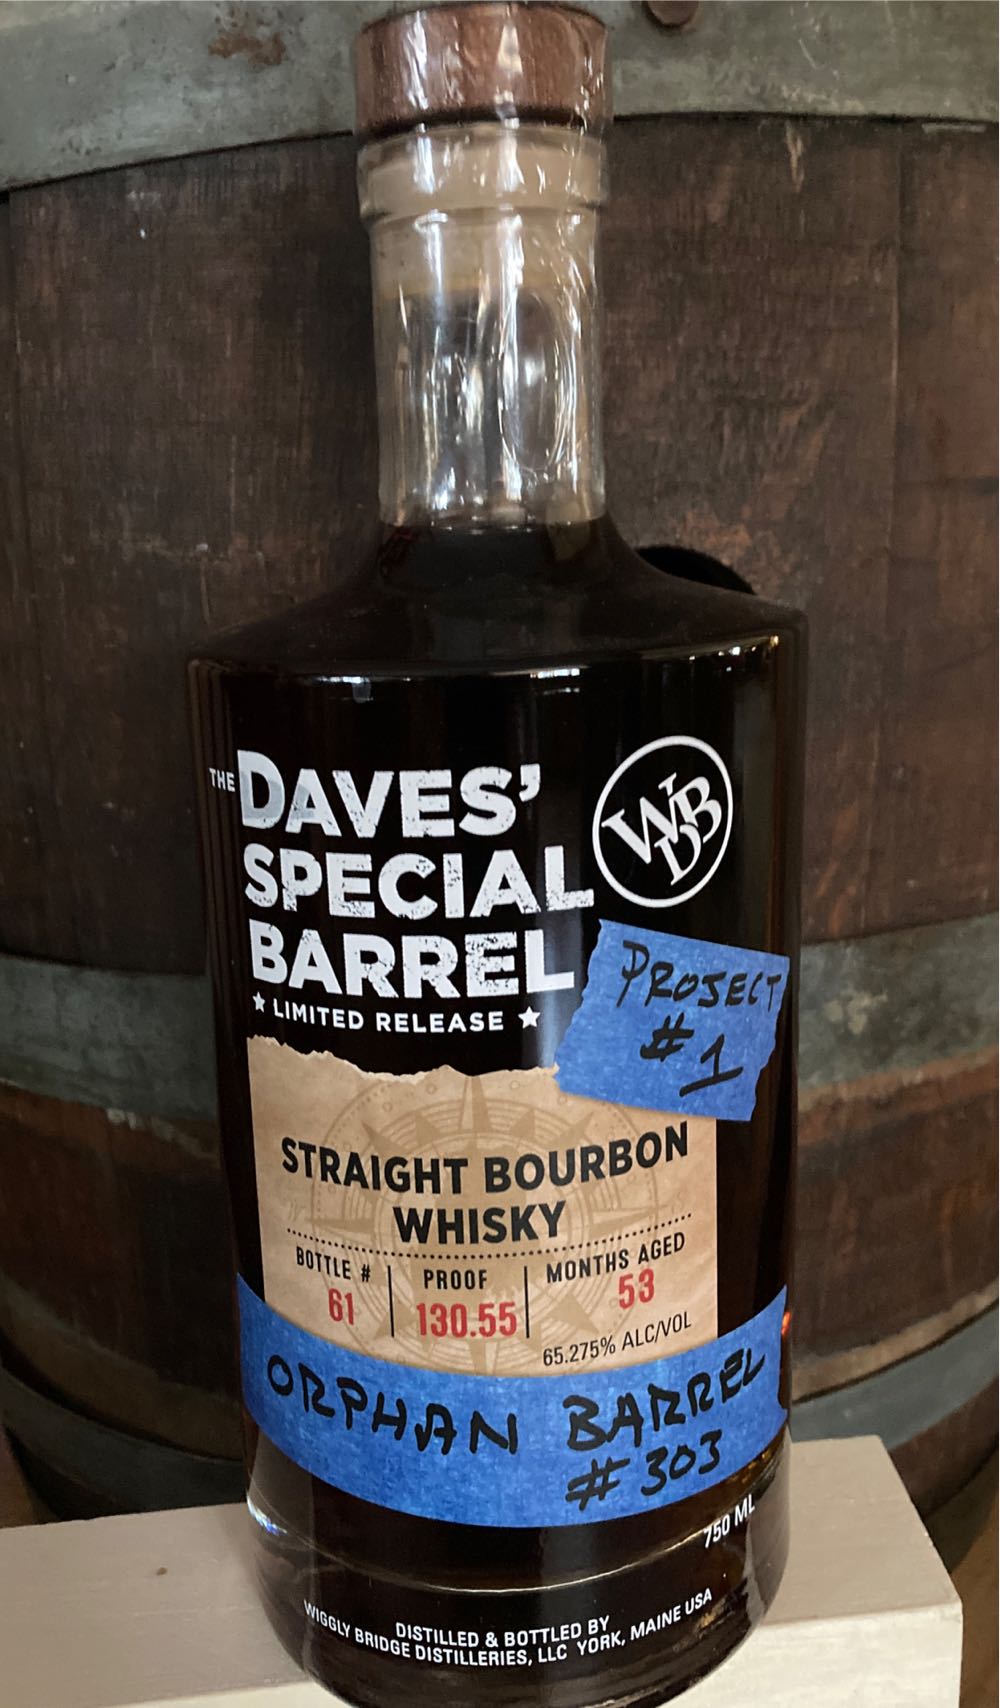 THE DAVES'
SPECIAL
BARREL
★ LIMITED RELEASE ★
WBD
PROJECT
# 1
STRAIGHT BOURBON
WHISKY
BOTTLE # PROOF MONTHS AGED
61 130.55 53
65.275% ALC/VOL
ORPHAN BARREL
# 303
750 ML
DISTILLED & BOTTLED BY
WIGGLY BRIDGE DISTILLERIES, LLC YORK, MAINE USA